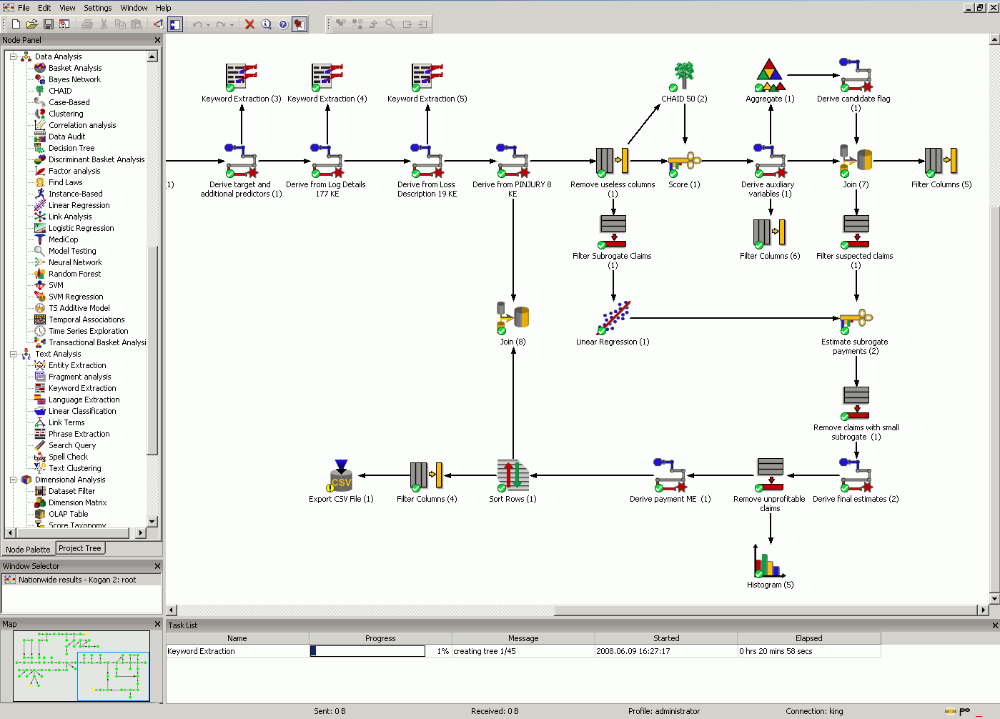 File Edit View Settings Window Help
Node Panel
Data Analysis
Basket Analysis
Bayes Network
CHAID
Case-Based
Clustering
Correlation analysis
Data Audit
Decision Tree
Discriminant Basket Analysis
Factor analysis
Find Laws
Instance-Based
Linear Regression
Link Analysis
Logistic Regression
MediCop
Model Testing
Neural Network
Random Forest
SVM
SVM Regression
TS Additive Model
Temporal Associations
Time Series Exploration
Transactional Basket Analysi
Text Analysis
Entity Extraction
Fragment analysis
Keyword Extraction
Language Extraction
Linear Classification
Link Terms
Phrase Extraction
Search Query
Spell Check
Text Clustering
Dimensional Analysis
Dataset Filter
Dimension Matrix
OLAP Table
Score Taxonomy
Node Palette Project Tree
Window Selector
Nationwide results - Kogan 2: root
Map
Keyword Extraction (3)
Keyword Extraction (4)
Keyword Extraction (5)
CHAID 50 (2)
Aggregate (1)
Derive candidate flag
(1)
(1)
Derive target and
additional predictors (1)
Derive from Log Details
177 KE
Derive from Loss
Description 19 KE
Derive from PINJURY 8
KE
Remove useless columns
(1)
Score (1)
Derive auxiliary
variables (1)
Join (7)
Filter Columns (5)
Filter Subrogate Claims
(1)
Filter Columns (6)
Filter suspected claims
(1)
Join (8)
Linear Regression (1)
Estimate subrogate
payments (2)
Remove claims with small
subrogate (1)
CSV
Export CSV File (1)
Filter Columns (4)
Sort Rows (1)
Derive payment ME (1)
Remove unprofitable
claims
Derive final estimates (2)
Histogram (5)
Task List
Name Progress Message Started Elapsed
Keyword Extraction 1% creating tree 1/45 2008.06.09 16:27:17 0 hrs 20 mins 58 secs
Sent: 0 B Received: 0 B Profile: administrator Connection: king